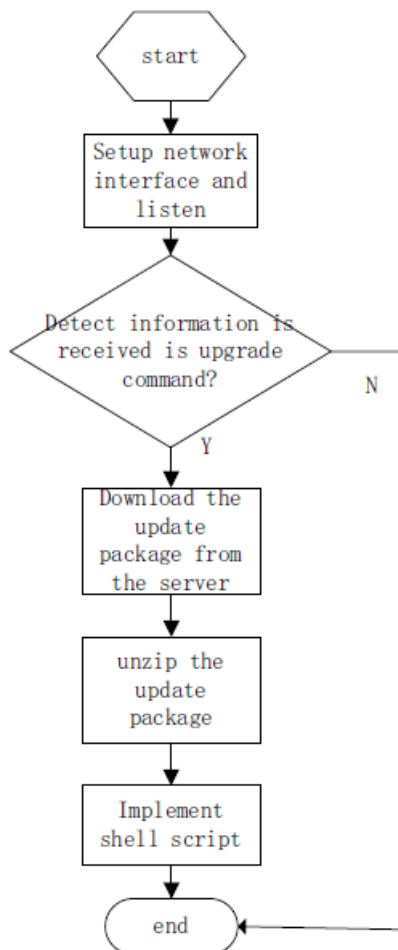 start
Setup network
interface and
listen
Detect information is
received is upgrade
command?
N
Y
Download the
update
package from
the server
unzip the
update
package
Implement
shell script
end